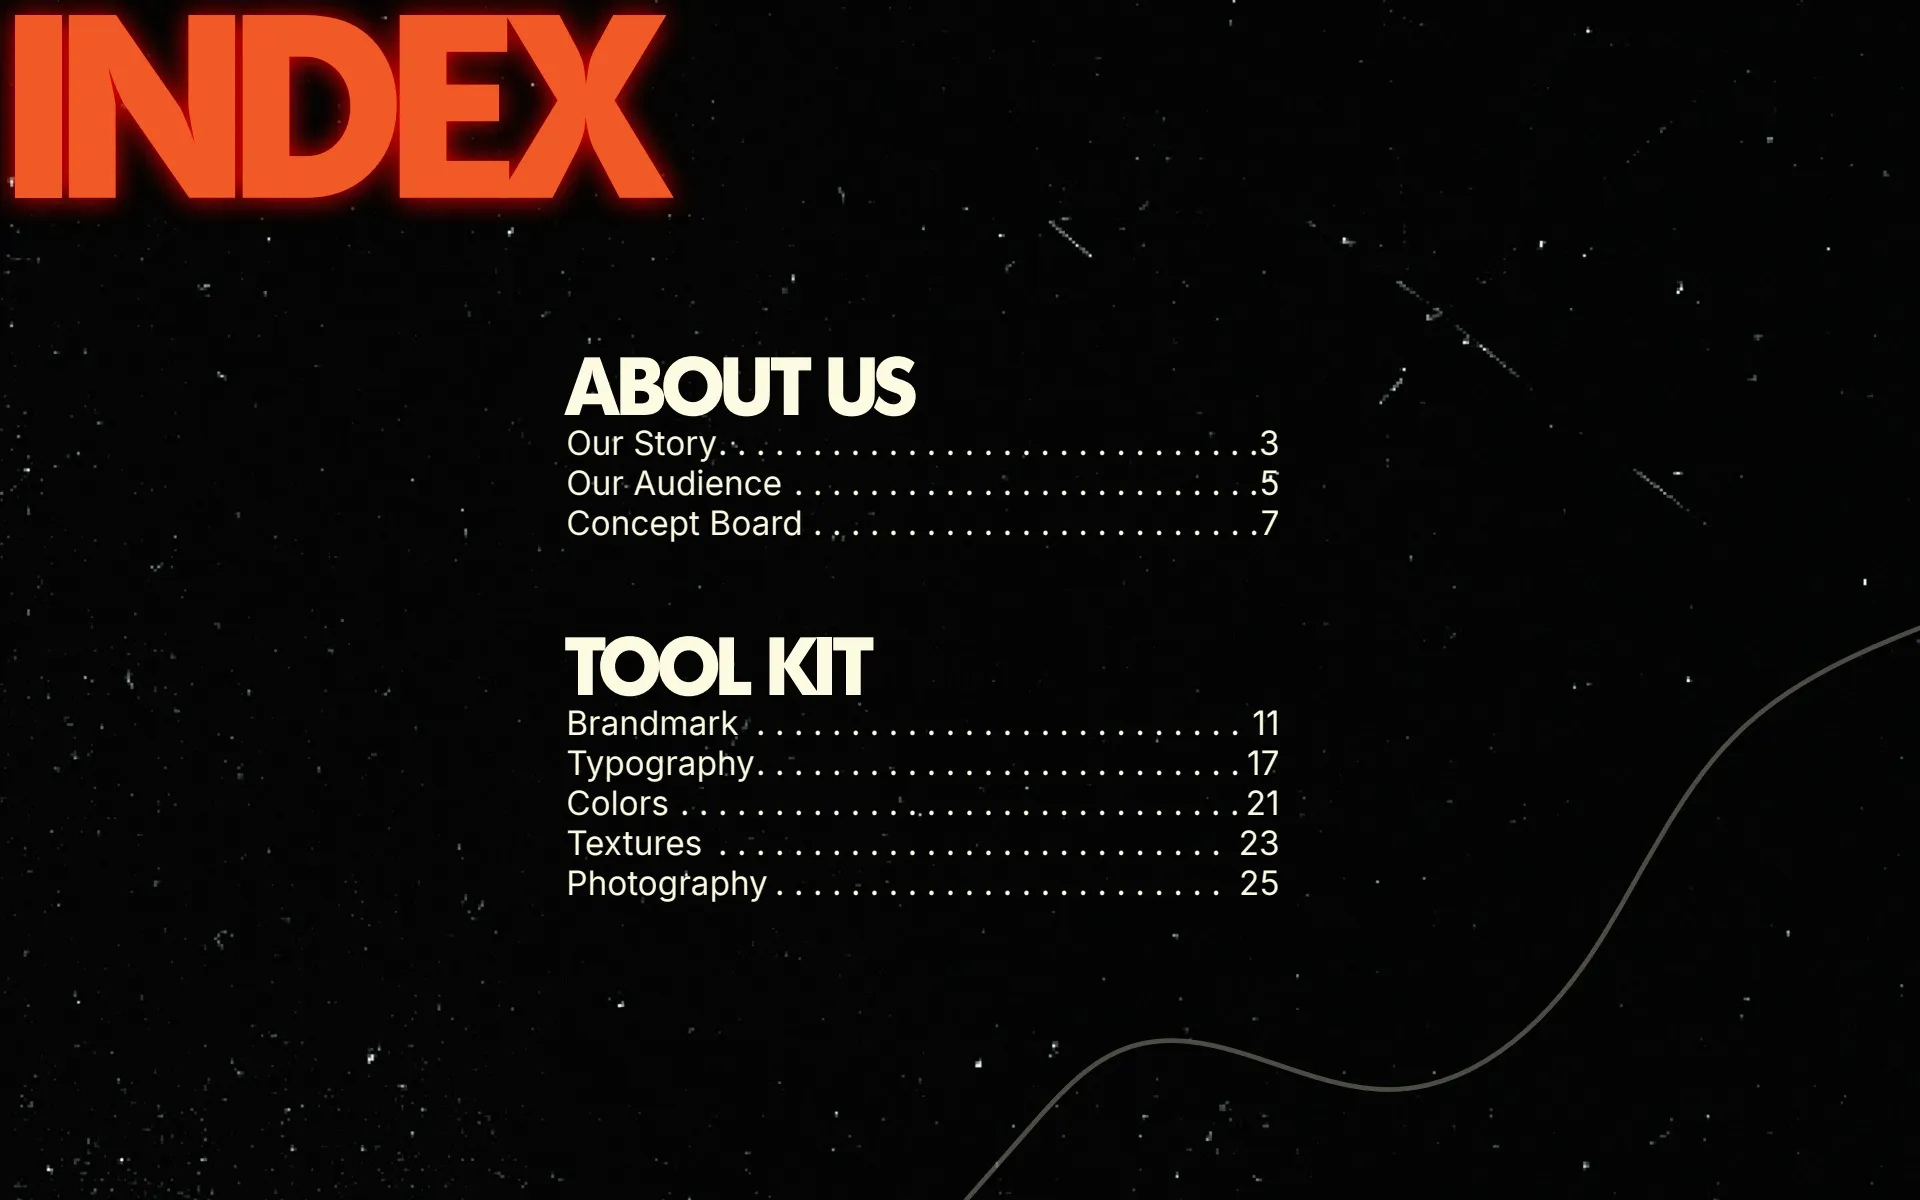 INDEX
ABOUT US
Our Story. . . . . . . . . . . . . . . . . . . . . . . . . . . . . .3
Our Audience . . . . . . . . . . . . . . . . . . . . . . . . . .5
Concept Board . . . . . . . . . . . . . . . . . . . . . . . . .7
TOOL KIT
Brandmark . . . . . . . . . . . . . . . . . . . . . . . . . . . 11
Typography. . . . . . . . . . . . . . . . . . . . . . . . . . . 17
Colors . . . . . . . . . . . . . . . . . . . . . . . . . . . . . . . 21
Textures . . . . . . . . . . . . . . . . . . . . . . . . . . . . 23
Photography . . . . . . . . . . . . . . . . . . . . . . . . . 25